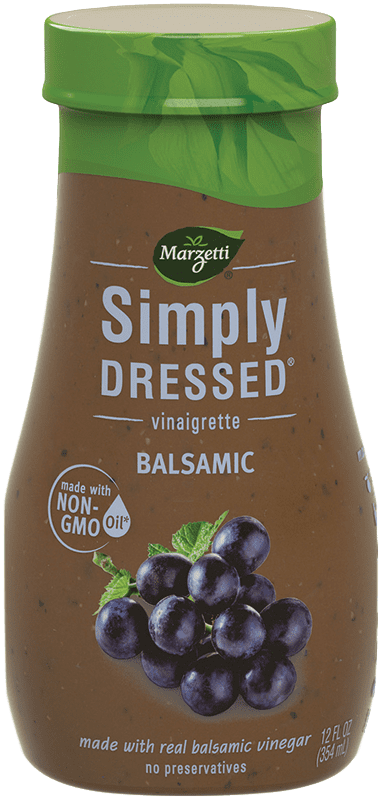 Marzetti®
Simply
DRESSED®
vinaigrette
BALSAMIC
made with
NON-
GMO Oil*
made with real balsamic vinegar
no preservatives
12 FL OZ
(354 mL)